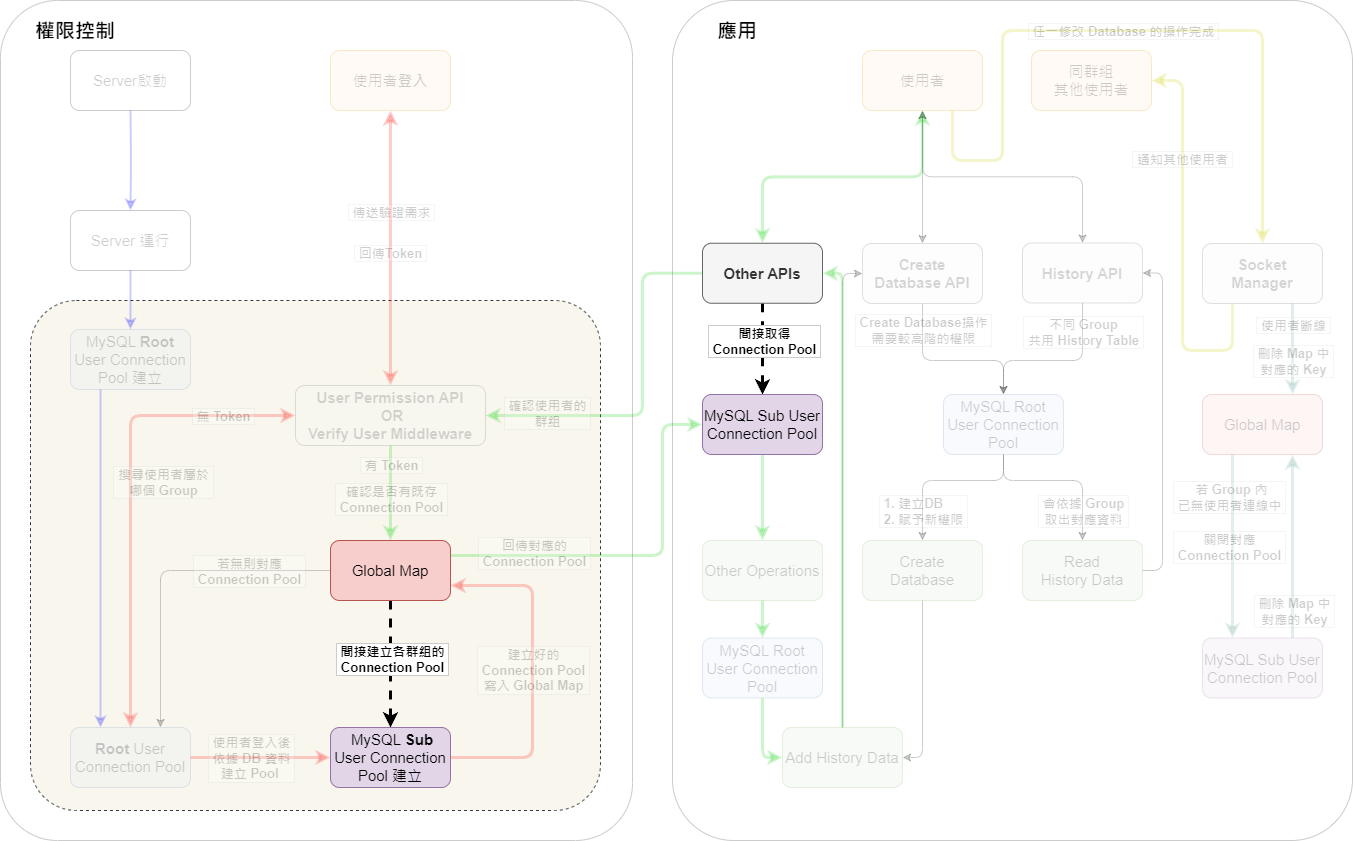 權限控制
Server啟動
使用者登入
傳送驗證需求
回傳Token
Server 運行
MySQL Root
User Connection
Pool 建立
User Permission API
OR
Verify User Middleware
無 Token
搜尋使用者屬於
哪個 Group
有 Token
確認是否有既存
Connection Pool
確認使用者的
群組
Global Map
回傳對應的
Connection Pool
若無則對應
Connection Pool
間接建立各群組的
Connection Pool
建立好的
Connection Pool
寫入 Global Map
Root User
Connection Pool
使用者登入後
依據 DB 資料
建立 Pool
MySQL Sub
User Connection
Pool 建立
應用
使用者
同群組
其他使用者
任一修改 Database 的操作完成
通知其他使用者
Other APIs
Create
Database API
History API
Socket
Manager
間接取得
Connection Pool
Create Database操作
需要較高階的權限
不同 Group
共用 History Table
使用者斷線
刪除 Map 中
對應的 Key
MySQL Sub User
Connection Pool
MySQL Root
User Connection
Pool
Global Map
1. 建立DB
2. 賦予新權限
會依據 Group
取出對應資料
若 Group 內
已無使用者連線中
關閉對應
Connection Pool
Other Operations
Create
Database
Read
History Data
刪除 Map 中
對應的 Key
MySQL Root
User Connection
Pool
MySQL Sub User
Connection Pool
Add History Data